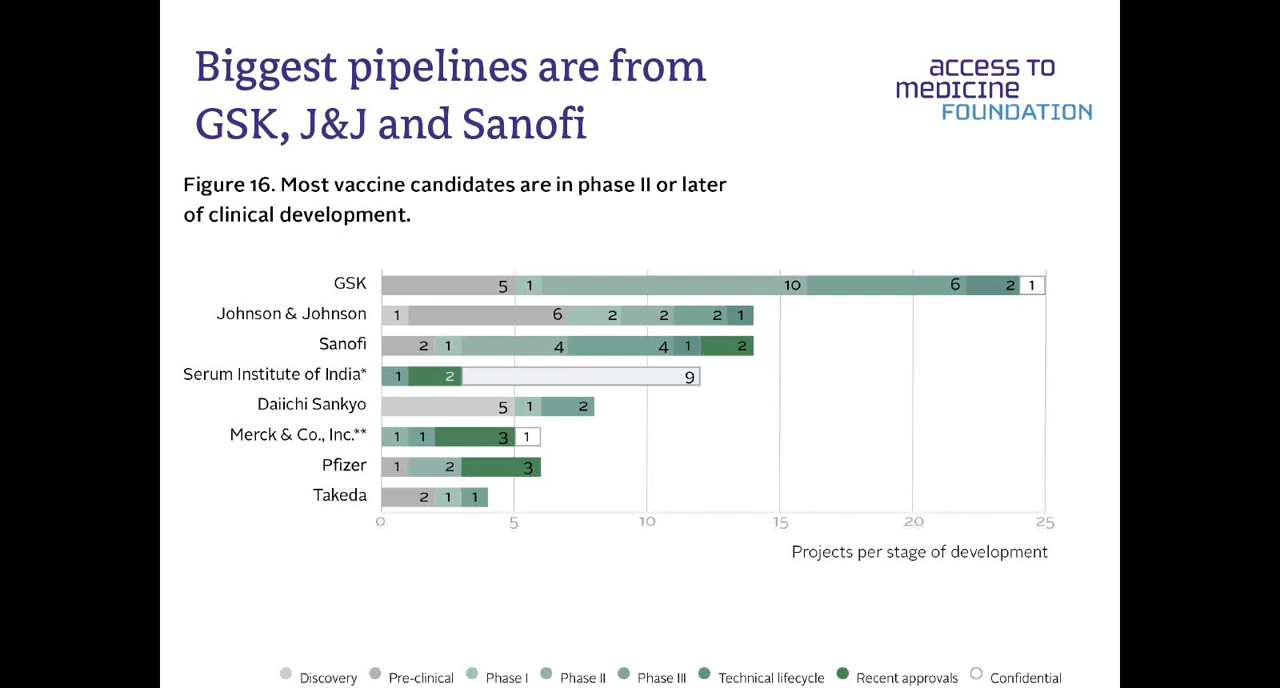 Biggest pipelines are from
GSK, J&J and Sanofi
access to
medicine
FOUNDATION
Figure 16. Most vaccine candidates are in phase II or later
of clinical development.
GSK 5 1 10 6 2 1
Johnson & Johnson 1 6 2 2 2 1
Sanofi 2 1 4 4 1 2
Serum Institute of India* 1 2 9
Daiichi Sankyo 5 1 2
Merck & Co., Inc.** 1 1 3 1
Pfizer 1 2 3
Takeda 2 1 1
0 5 10 15 20 25
Projects per stage of development
Discovery Pre-clinical Phase I Phase II Phase III Technical lifecycle Recent approvals Confidential